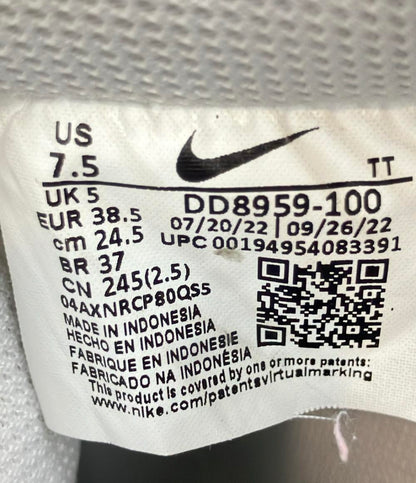 US
7.5
TT
UK 5
EUR 38.5
cm 24.5
BR 37
CN 245(2.5)
04AXNRCP80QS5
DD8959-100
07/20/22 | 09/26/22
UPC 00194954083391
MADE IN INDONESIA
HECHO EN INDONESIA
FABRIQUE EN INDONESIE
FABRICADO NA INDONÉSIA
This product is covered by one or more patents:
www.nike.com/patentsvirtualmarking